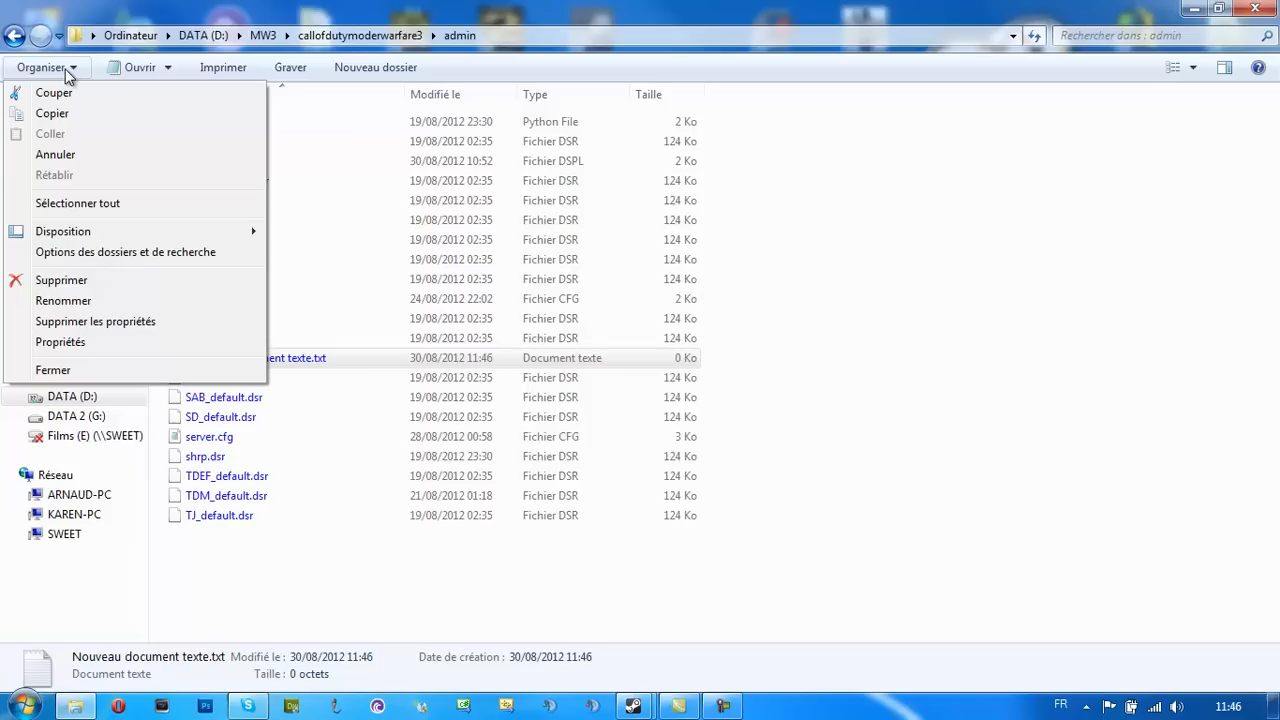 Ordinateur DATA (D:) MW3 callofdutymoderwarfare3 admin
Rechercher dans : admin
Organiser Ouvrir Imprimer Graver Nouveau dossier
Couper
Copier
Coller
Annuler
Rétablir
Sélectionner tout
Disposition
Options des dossiers et de recherche
Supprimer
Renommer
Supprimer les propriétés
Propriétés
Fermer
Modifié le Type Taille
19/08/2012 23:30 Python File 2 Ko
19/08/2012 02:35 Fichier DSR 124 Ko
30/08/2012 10:52 Fichier DSPL 2 Ko
19/08/2012 02:35 Fichier DSR 124 Ko
19/08/2012 02:35 Fichier DSR 124 Ko
19/08/2012 02:35 Fichier DSR 124 Ko
19/08/2012 02:35 Fichier DSR 124 Ko
19/08/2012 02:35 Fichier DSR 124 Ko
19/08/2012 02:35 Fichier DSR 124 Ko
24/08/2012 22:02 Fichier CFG 2 Ko
19/08/2012 02:35 Fichier DSR 124 Ko
19/08/2012 02:35 Fichier DSR 124 Ko
texte.txt 30/08/2012 11:46 Document texte 0 Ko
19/08/2012 02:35 Fichier DSR 124 Ko
SAB_default.dsr 19/08/2012 02:35 Fichier DSR 124 Ko
SD_default.dsr 19/08/2012 02:35 Fichier DSR 124 Ko
server.cfg 28/08/2012 00:58 Fichier CFG 3 Ko
shrp.dsr 19/08/2012 23:30 Fichier DSR 124 Ko
TDEF_default.dsr 19/08/2012 02:35 Fichier DSR 124 Ko
TDM_default.dsr 21/08/2012 01:18 Fichier DSR 124 Ko
TJ_default.dsr 19/08/2012 02:35 Fichier DSR 124 Ko
DATA (D:)
DATA 2 (G:)
Films (E) (\\SWEET)
Réseau
ARNAUD-PC
KAREN-PC
SWEET
Nouveau document texte.txt Modifié le : 30/08/2012 11:46 Date de création : 30/08/2012 11:46
Document texte Taille : 0 octets
FR 11:46